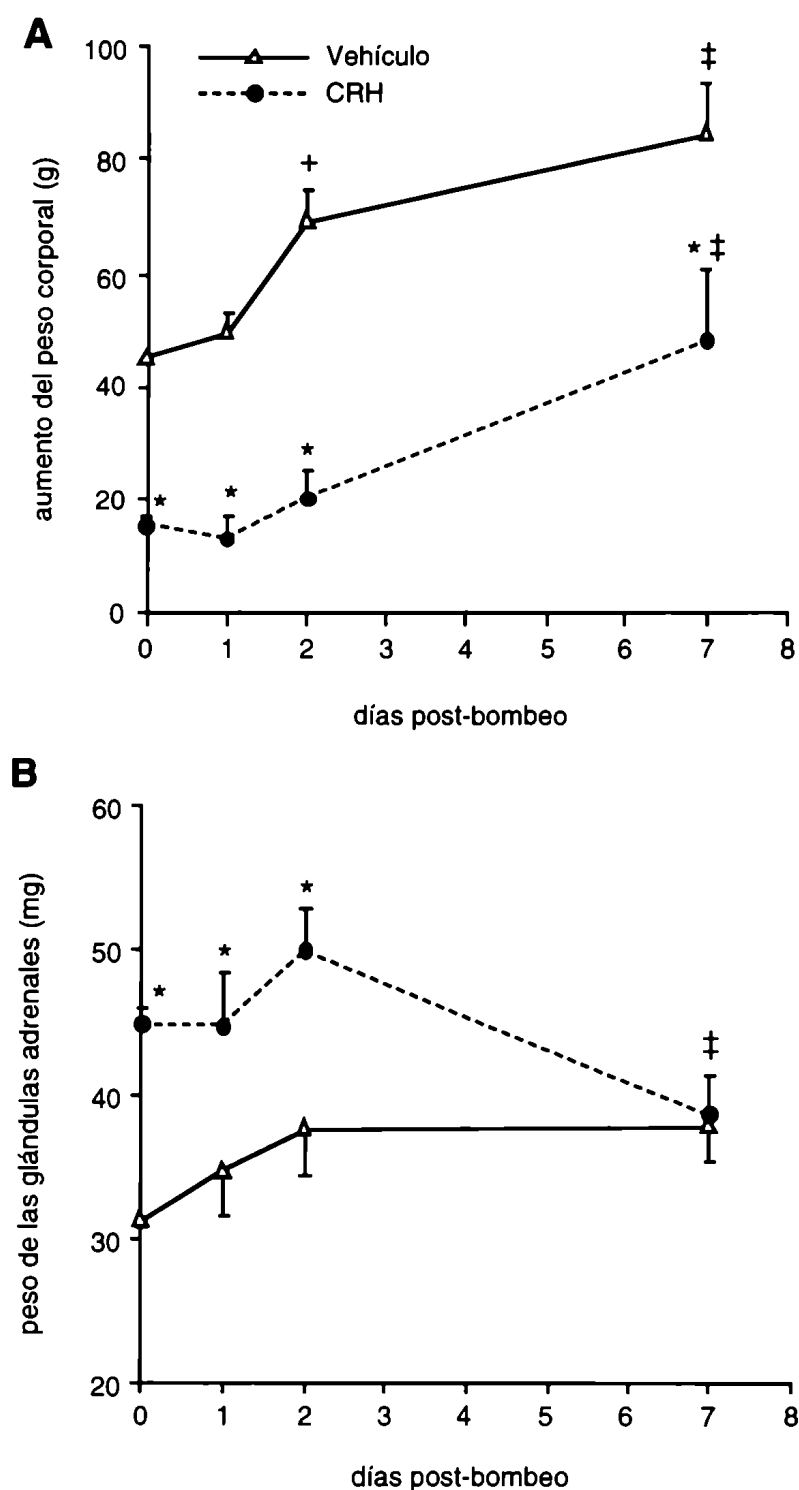 A
100
80
60
40
20
0
aumento del peso corporal (g)
Vehículo
CRH
+
‡
* ‡
*
*
*
0 1 2 3 4 5 6 7 8
días post-bombeo
B
60
50
40
30
20
peso de las glándulas adrenales (mg)
*
*
*
‡
0 1 2 3 4 5 6 7 8
días post-bombeo